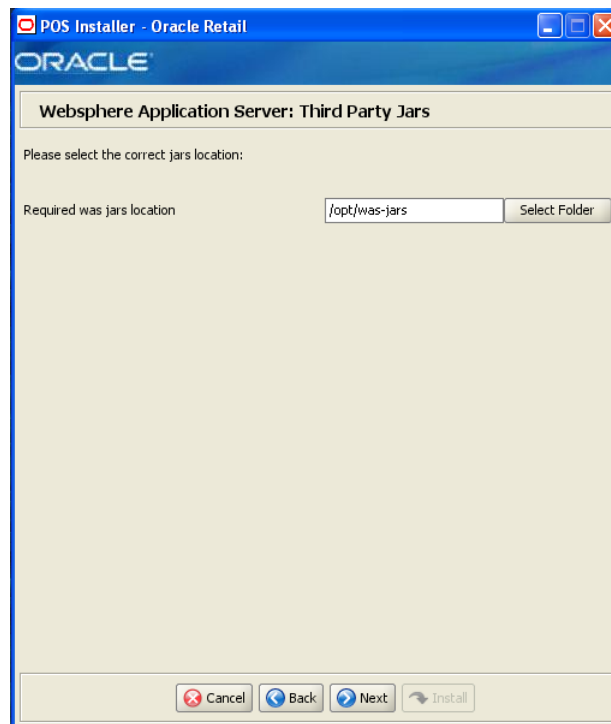 POS Installer - Oracle Retail
ORACLE
Websphere Application Server: Third Party Jars
Please select the correct jars location:
Required was jars location /opt/was-jars Select Folder
Cancel Back Next Install